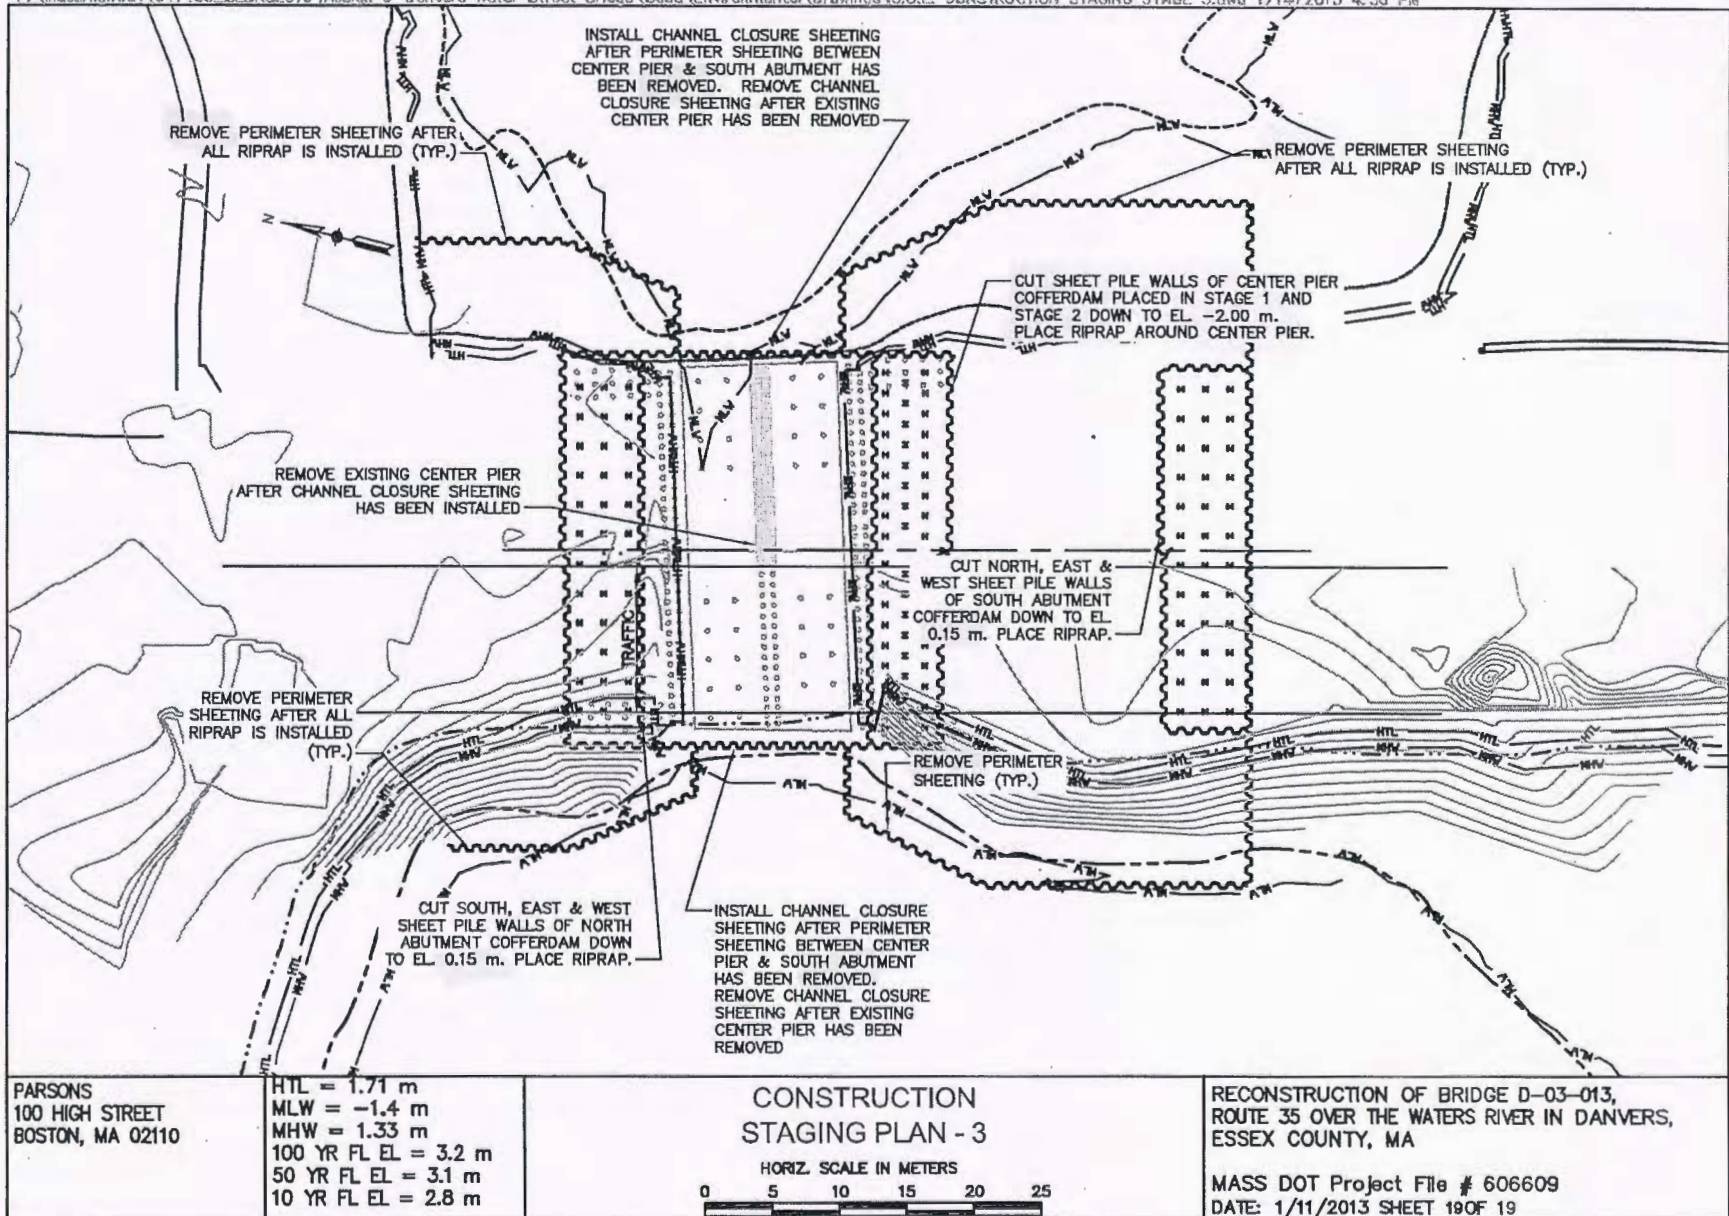 INSTALL CHANNEL CLOSURE SHEETING
AFTER PERIMETER SHEETING BETWEEN
CENTER PIER & SOUTH ABUTMENT HAS
BEEN REMOVED. REMOVE CHANNEL
CLOSURE SHEETING AFTER EXISTING
CENTER PIER HAS BEEN REMOVED
REMOVE PERIMETER SHEETING AFTER
ALL RIPRAP IS INSTALLED (TYP.)
REMOVE PERIMETER SHEETING
AFTER ALL RIPRAP IS INSTALLED (TYP.)
N
CUT SHEET PILE WALLS OF CENTER PIER
COFFERDAM PLACED IN STAGE 1 AND
STAGE 2 DOWN TO EL. -2.00 m.
PLACE RIPRAP AROUND CENTER PIER.
REMOVE EXISTING CENTER PIER
AFTER CHANNEL CLOSURE SHEETING
HAS BEEN INSTALLED
CUT NORTH, EAST &
WEST SHEET PILE WALLS
OF SOUTH ABUTMENT
COFFERDAM DOWN TO EL.
0.15 m. PLACE RIPRAP.
TRAFFIC
REMOVE PERIMETER
SHEETING AFTER ALL
RIPRAP IS INSTALLED
(TYP.)
REMOVE PERIMETER
SHEETING (TYP.)
HTL
MHW
MLW
CUT SOUTH, EAST & WEST
SHEET PILE WALLS OF NORTH
ABUTMENT COFFERDAM DOWN
TO EL. 0.15 m. PLACE RIPRAP.
INSTALL CHANNEL CLOSURE
SHEETING AFTER PERIMETER
SHEETING BETWEEN CENTER
PIER & SOUTH ABUTMENT
HAS BEEN REMOVED.
REMOVE CHANNEL CLOSURE
SHEETING AFTER EXISTING
CENTER PIER HAS BEEN
REMOVED
PARSONS
100 HIGH STREET
BOSTON, MA 02110
HTL = 1.71 m
MLW = -1.4 m
MHW = 1.33 m
100 YR FL EL = 3.2 m
50 YR FL EL = 3.1 m
10 YR FL EL = 2.8 m
CONSTRUCTION
STAGING PLAN - 3
HORIZ. SCALE IN METERS
0 5 10 15 20 25
RECONSTRUCTION OF BRIDGE D-03-013,
ROUTE 35 OVER THE WATERS RIVER IN DANVERS,
ESSEX COUNTY, MA
MASS DOT Project File # 606609
DATE: 1/11/2013 SHEET 19OF 19